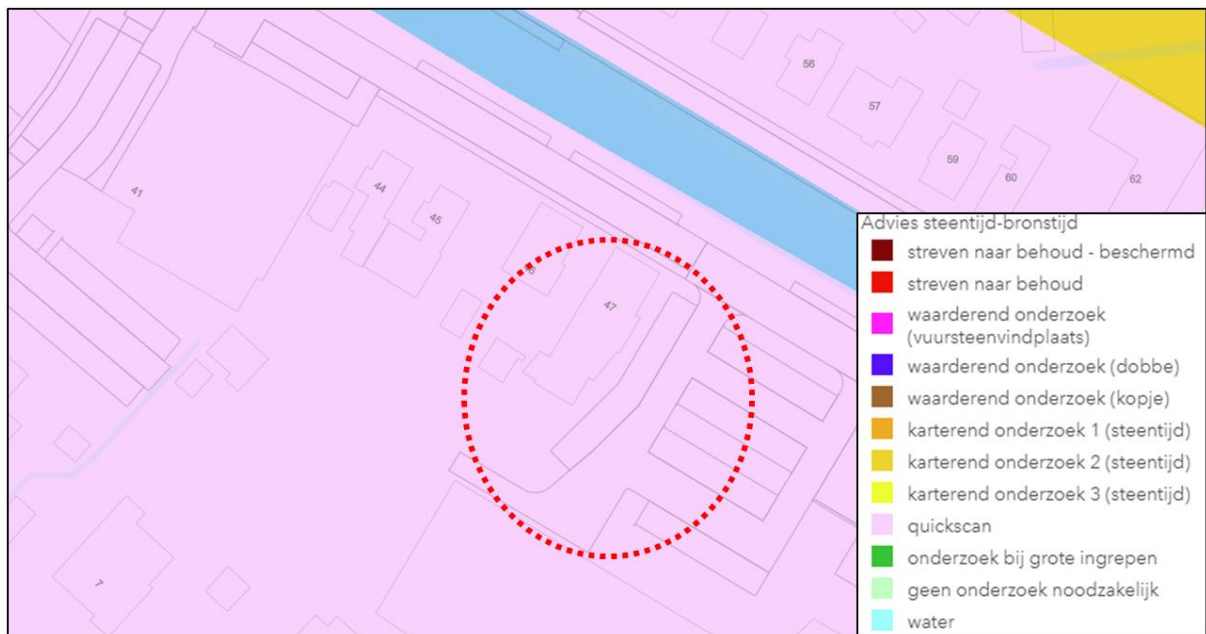 56
57
59
60
62
41
44
45
47
7
Advies steentijd-bronstijd
streven naar behoud - beschermd
streven naar behoud
waarderend onderzoek
(vuursteenvindplaats)
waarderend onderzoek (dobbe)
waarderend onderzoek (kopje)
karterend onderzoek 1 (steentijd)
karterend onderzoek 2 (steentijd)
karterend onderzoek 3 (steentijd)
quickscan
onderzoek bij grote ingrepen
geen onderzoek noodzakelijk
water